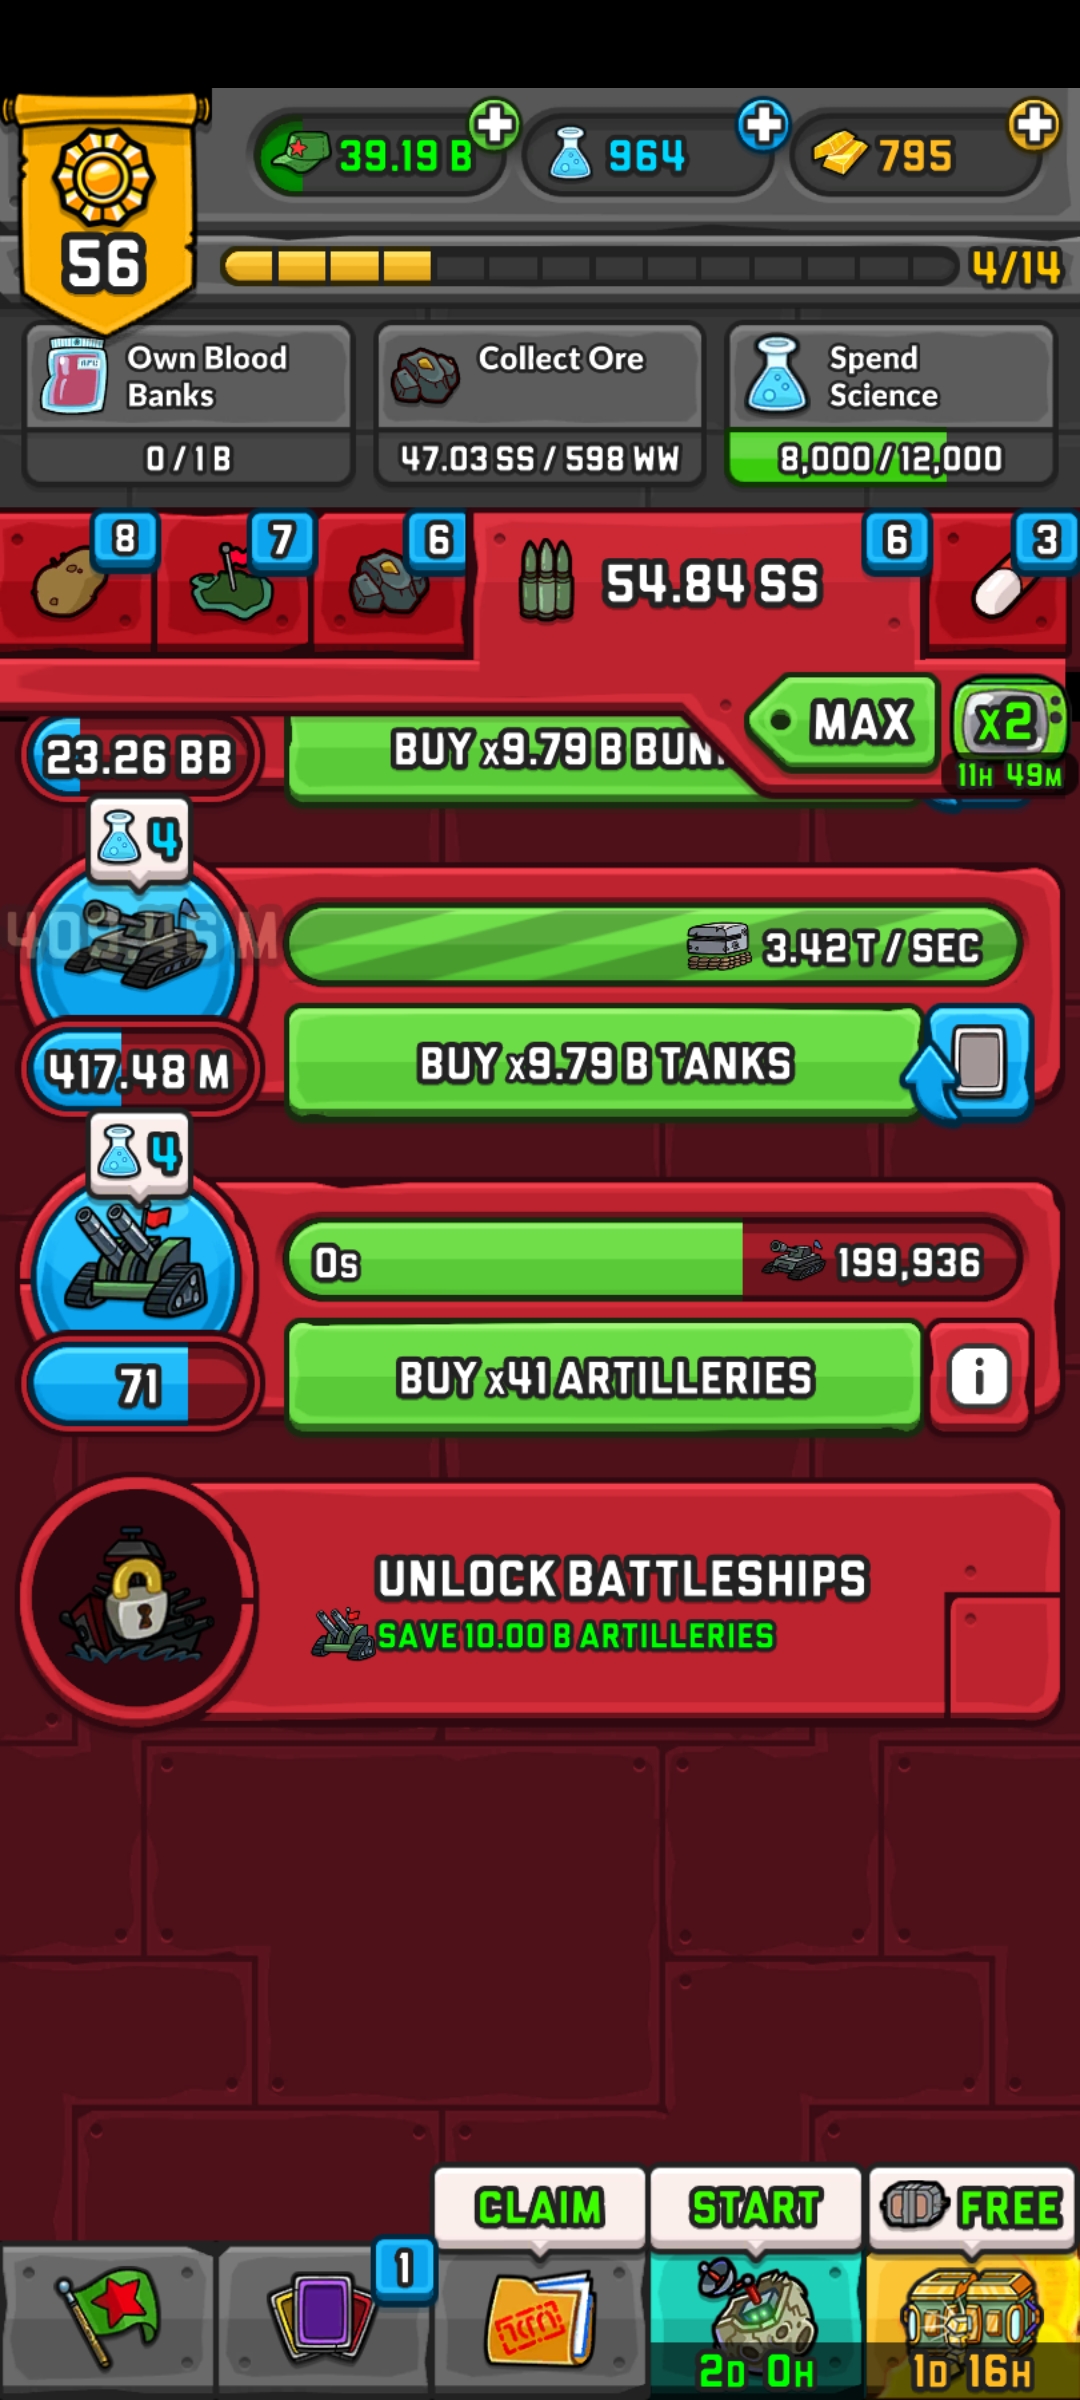 39.19 B
964
795
56
4/14
Own Blood
Banks
0 / 1 B
Collect Ore
47.03 SS / 598 WW
Spend
Science
8,000 / 12,000
8
7
6
54.84 SS
6
3
MAX
x2
11H 49M
23.26 BB
BUY x9.79 B BUN
4
409.46 M
3.42 T / SEC
417.48 M
BUY x9.79 B TANKS
4
0s
199,936
71
BUY x41 ARTILLERIES
i
UNLOCK BATTLESHIPS
SAVE 10.00 B ARTILLERIES
CLAIM
START
FREE
1
2D 0H
1D 16H